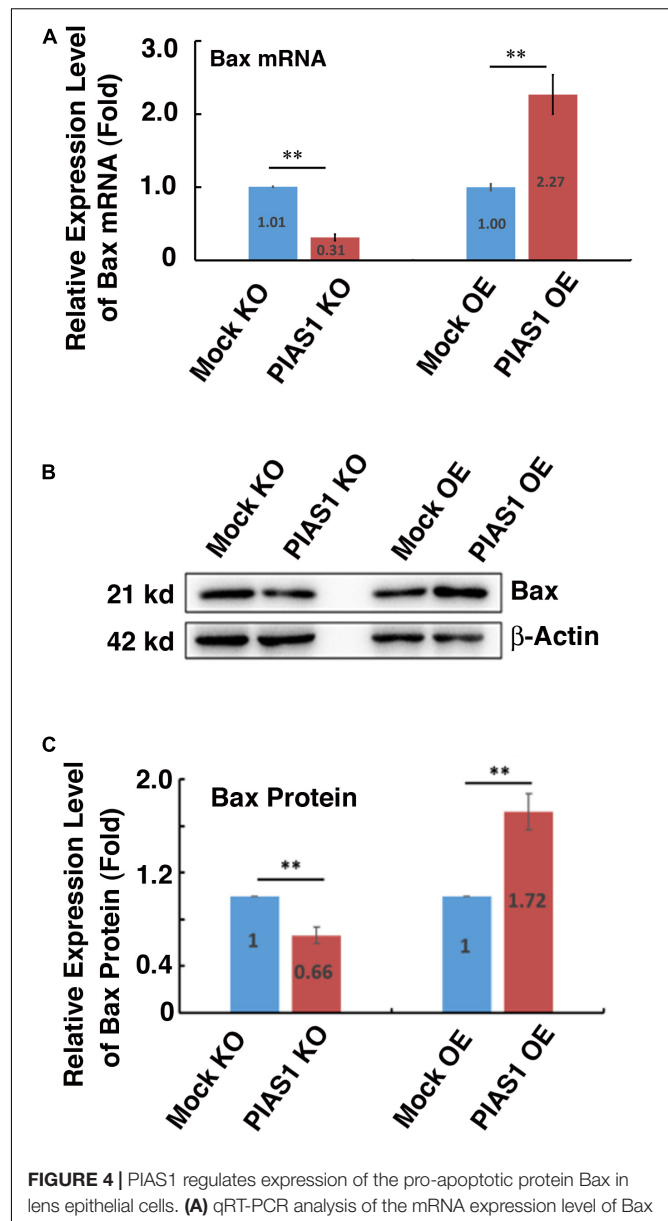 A
Bax mRNA
Relative Expression Level
of Bax mRNA (Fold)
3.0
2.0
1.0
0
**
**
1.01
0.31
1.00
2.27
Mock KO
PIAS1 KO
Mock OE
PIAS1 OE
B
Mock KO
PIAS1 KO
Mock OE
PIAS1 OE
21 kd
Bax
42 kd
β-Actin
C
Bax Protein
Relative Expression Level
of Bax Protein (Fold)
2.0
1.2
0.4
0
**
**
1
0.66
1
1.72
Mock KO
PIAS1 KO
Mock OE
PIAS1 OE
FIGURE 4 | PIAS1 regulates expression of the pro-apoptotic protein Bax in
lens epithelial cells. (A) qRT-PCR analysis of the mRNA expression level of Bax